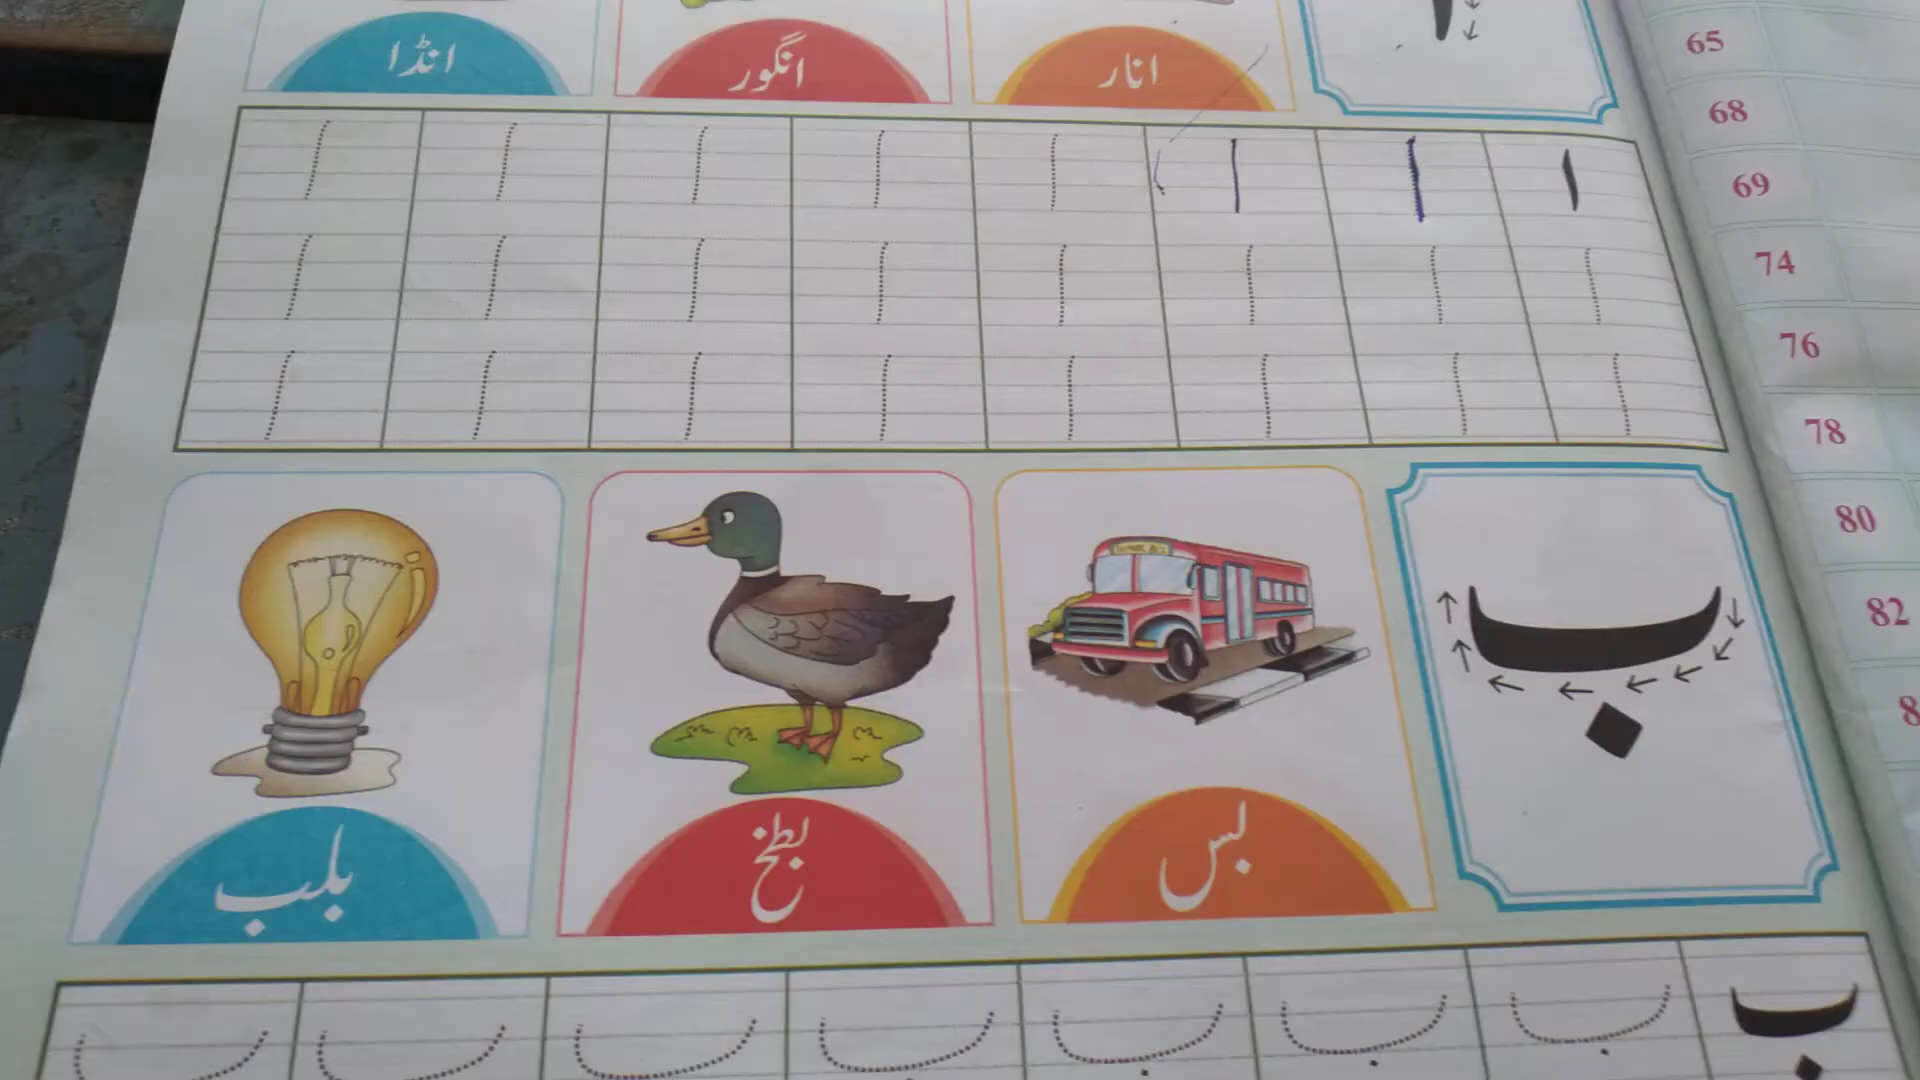 انار انگور انڈا
ا ا ا ا ا ا ا ا
ا ا ا ا ا ا ا ا
ا ا ا ا ا ا ا ا
ب
بس بطخ بلب
ب ب ب ب ب ب ب ب
65
68
69
74
76
78
80
82